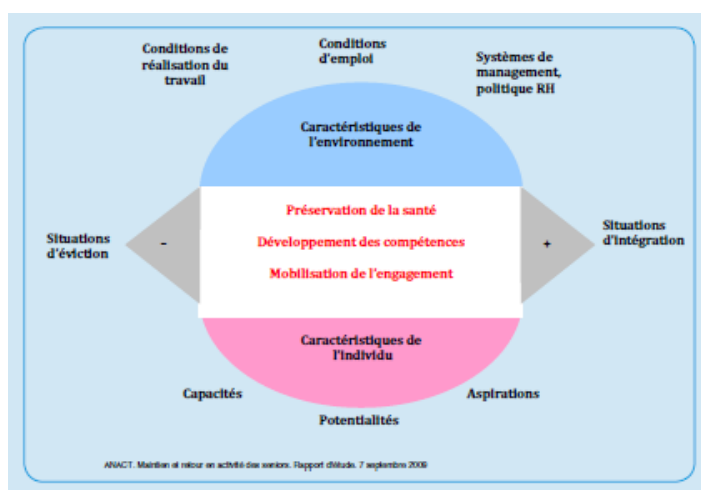 Conditions de
réalisation du
travail
Conditions
d'emploi
Systèmes de
management,
politique RH
Caractéristiques de
l'environnement
Préservation de la santé
Développement des compétences
Mobilisation de l'engagement
Situations
d'éviction
-
+
Situations
d'intégration
Caractéristiques de
l'individu
Capacités
Potentialités
Aspirations
ANACT. Maintien et retour en activité des seniors. Rapport d'étude. 7 septembre 2009